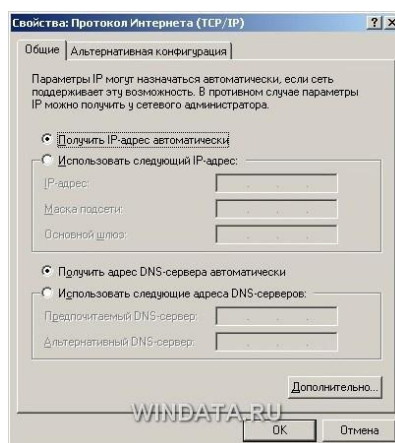 Свойства: Протокол Интернета (TCP/IP)
Общие
Альтернативная конфигурация
Параметры IP могут назначаться автоматически, если сеть
поддерживает эту возможность. В противном случае параметры
IP можно получить у сетевого администратора.
Получить IP-адрес автоматически
Использовать следующий IP-адрес:
IP-адрес:
Маска подсети:
Основной шлюз:
Получить адрес DNS-сервера автоматически
Использовать следующие адреса DNS-серверов:
Предпочитаемый DNS-сервер:
Альтернативный DNS-сервер:
Дополнительно...
WINDATA.RU
OK
Отмена